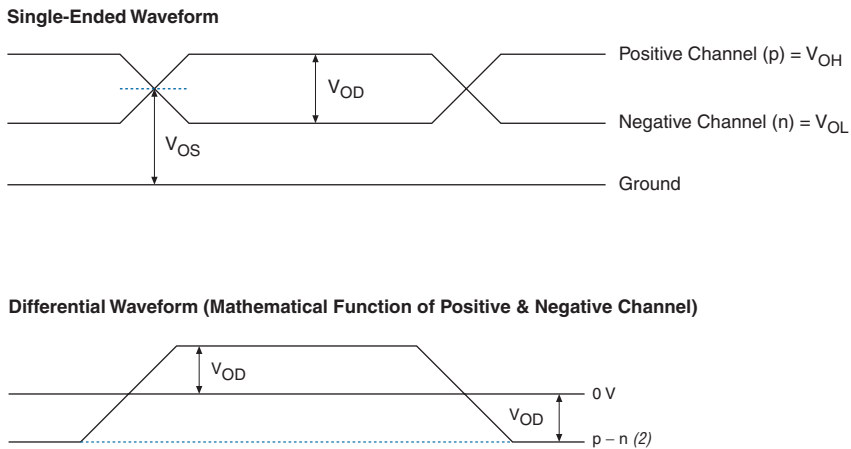 Single-Ended Waveform
Positive Channel (p) = VOH
VOD
Negative Channel (n) = VOL
VOS
Ground
Differential Waveform (Mathematical Function of Positive & Negative Channel)
VOD
0 V
VOD
p – n (2)